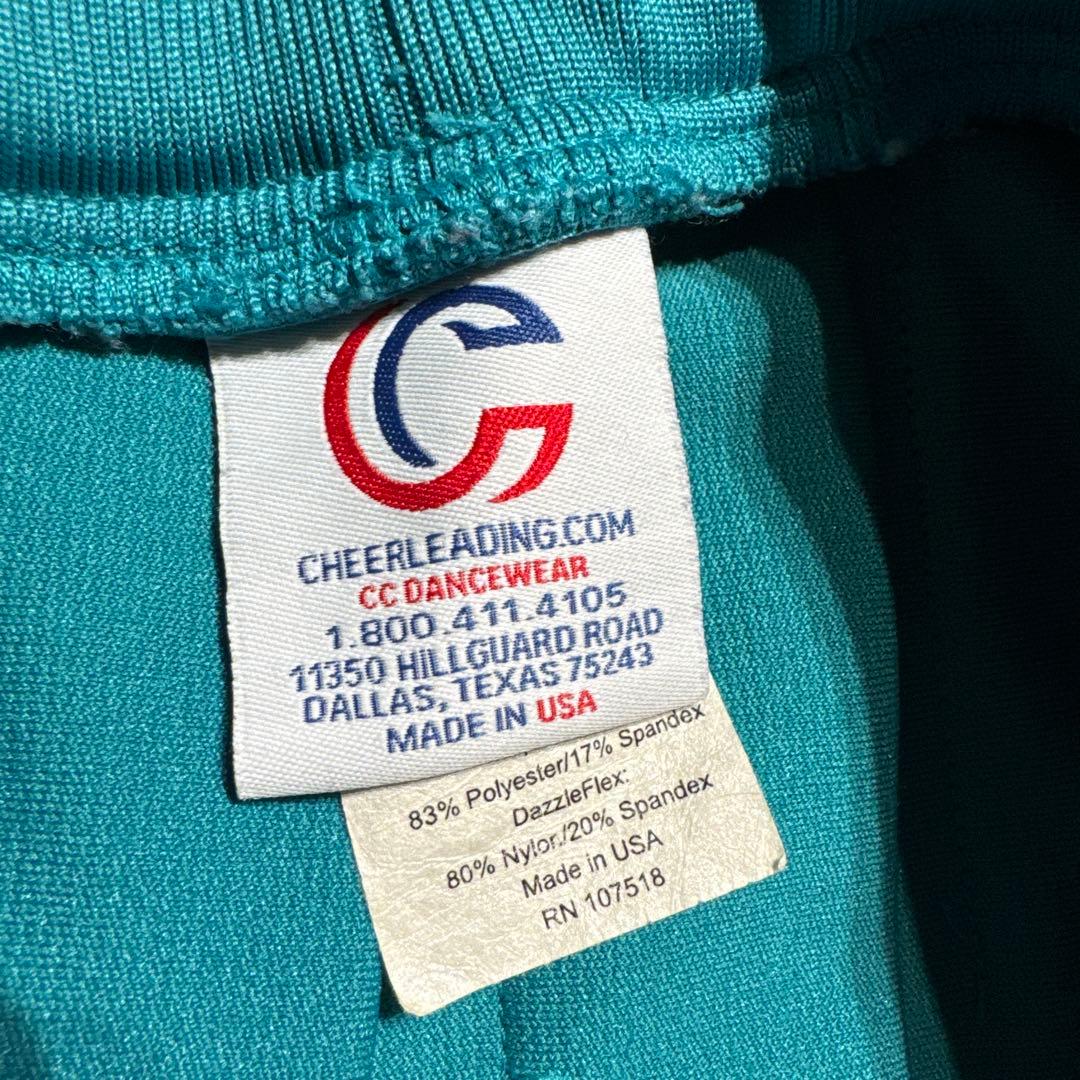 CHEERLEADING.COM
CC DANCEWEAR
1.800.411.4105
11350 HILLGUARD ROAD
DALLAS, TEXAS 75243
MADE IN USA
83% Polyester/17% Spandex
DazzleFlex:
80% Nylon/20% Spandex
Made in USA
RN 107518